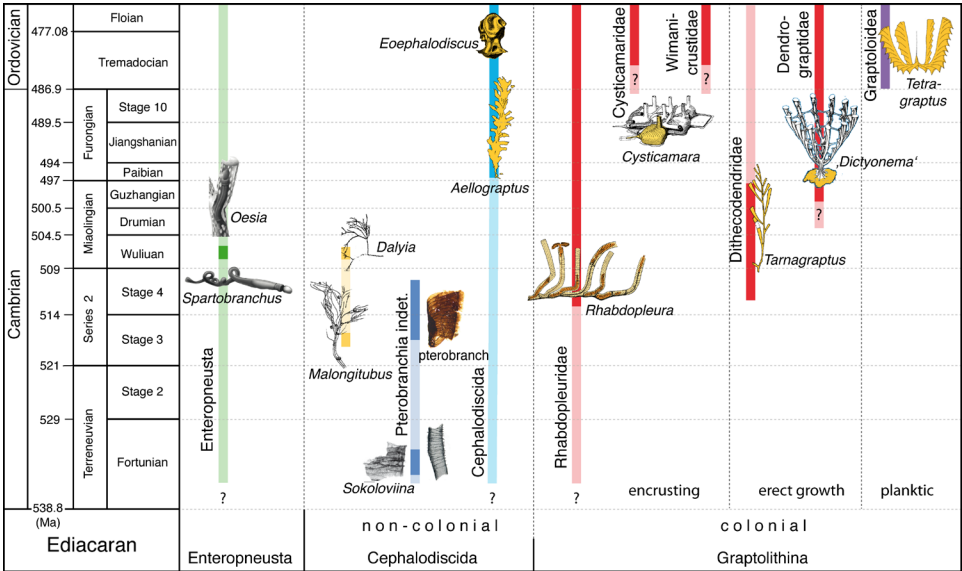 Ordovician
Cambrian
Furongian
Miaolingian
Series 2
Terreneuvian
477.08
486.9
489.5
494
497
500.5
504.5
509
514
521
529
538.8
(Ma)
Floian
Tremadocian
Stage 10
Jiangshanian
Paibian
Guzhangian
Drumian
Wuliuan
Stage 4
Stage 3
Stage 2
Fortunian
Ediacaran
Oesia
Spartobranchus
Enteropneusta
?
Dalyia
Malongitubus
Pterobranchia indet.
pterobranch
Sokoloviina
Eoephalodiscus
Aellograptus
Cephalodiscida
?
Rhabdopleura
Rhabdopleuridae
?
Cysticamaridae
?
Wimani-
crustidae
?
Cysticamara
encrusting
Dithecodendridae
Tarnagraptus
Dendro-
graptidae
‚Dictyonema‘
?
erect growth
Graptoloidea
Tetra-
graptus
planktic
non-colonial
colonial
Enteropneusta
Cephalodiscida
Graptolithina